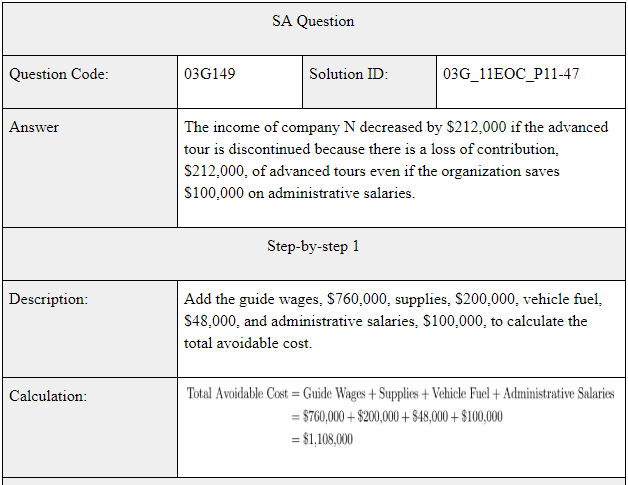 SA Question
Question Code: 03G149 Solution ID: 03G_11EOC_P11-47
Answer The income of company N decreased by $212,000 if the advanced
tour is discontinued because there is a loss of contribution,
$212,000, of advanced tours even if the organization saves
$100,000 on administrative salaries.
Step-by-step 1
Description: Add the guide wages, $760,000, supplies, $200,000, vehicle fuel,
$48,000, and administrative salaries, $100,000, to calculate the
total avoidable cost.
Calculation: Total Avoidable Cost = Guide Wages + Supplies + Vehicle Fuel + Administrative Salaries
= $760,000 + $200,000 + $48,000 + $100,000
= $1,108,000